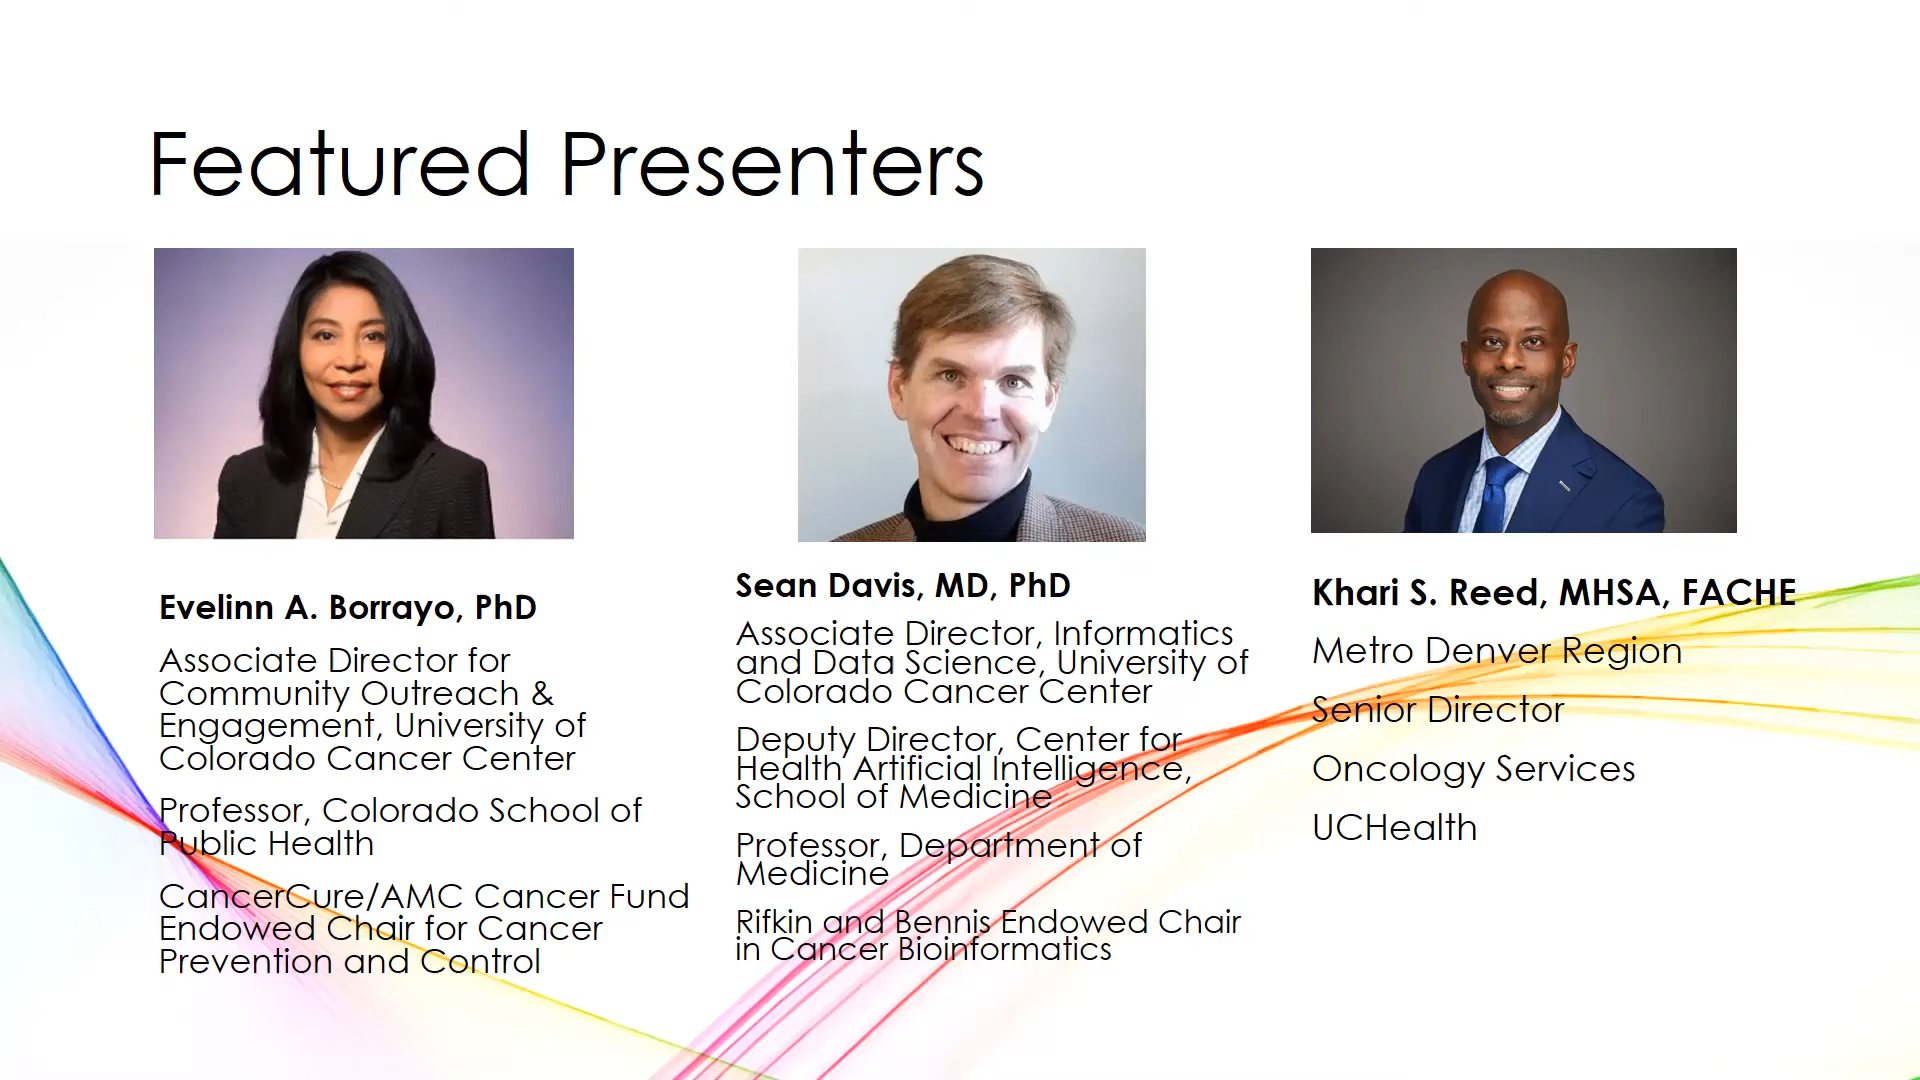 Featured Presenters
Evelinn A. Borrayo, PhD
Associate Director for
Community Outreach &
Engagement, University of
Colorado Cancer Center
Professor, Colorado School of
Public Health
CancerCure/AMC Cancer Fund
Endowed Chair for Cancer
Prevention and Control
Sean Davis, MD, PhD
Associate Director, Informatics
and Data Science, University of
Colorado Cancer Center
Deputy Director, Center for
Health Artificial Intelligence,
School of Medicine
Professor, Department of
Medicine
Rifkin and Bennis Endowed Chair
in Cancer Bioinformatics
Khari S. Reed, MHSA, FACHE
Metro Denver Region
Senior Director
Oncology Services
UCHealth